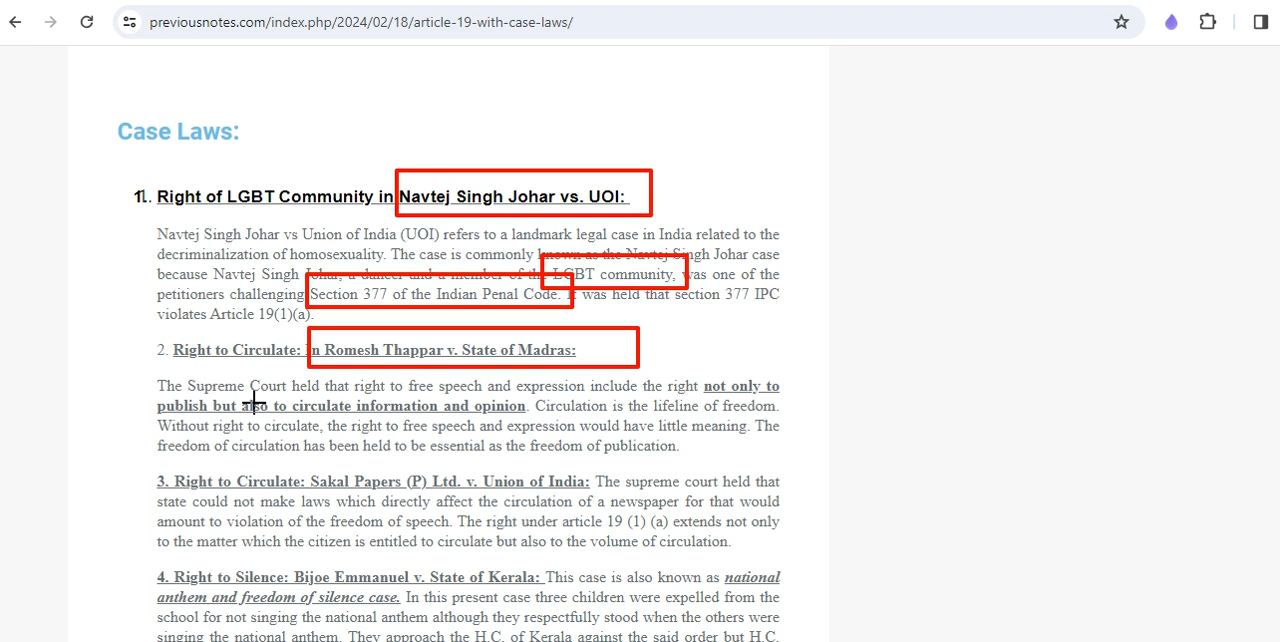 previousnotes.com/index.php/2024/02/18/article-19-with-case-laws/
Case Laws:
1. Right of LGBT Community in Navtej Singh Johar vs. UOI:
Navtej Singh Johar vs Union of India (UOI) refers to a landmark legal case in India related to the
decriminalization of homosexuality. The case is commonly known as the Navtej Singh Johar case
because Navtej Singh Johar, a dancer and a member of the LGBT community, was one of the
petitioners challenging Section 377 of the Indian Penal Code. It was held that section 377 IPC
violates Article 19(1)(a).
2. Right to Circulate: In Romesh Thappar v. State of Madras:
The Supreme Court held that right to free speech and expression include the right not only to
publish but also to circulate information and opinion. Circulation is the lifeline of freedom.
Without right to circulate, the right to free speech and expression would have little meaning. The
freedom of circulation has been held to be essential as the freedom of publication.
3. Right to Circulate: Sakal Papers (P) Ltd. v. Union of India: The supreme court held that
state could not make laws which directly affect the circulation of a newspaper for that would
amount to violation of the freedom of speech. The right under article 19 (1) (a) extends not only
to the matter which the citizen is entitled to circulate but also to the volume of circulation.
4. Right to Silence: Bijoe Emmanuel v. State of Kerala: This case is also known as national
anthem and freedom of silence case. In this present case three children were expelled from the
school for not singing the national anthem although they respectfully stood when the others were
singing the national anthem. They approach the H.C. of Kerala against the said order but H.C.